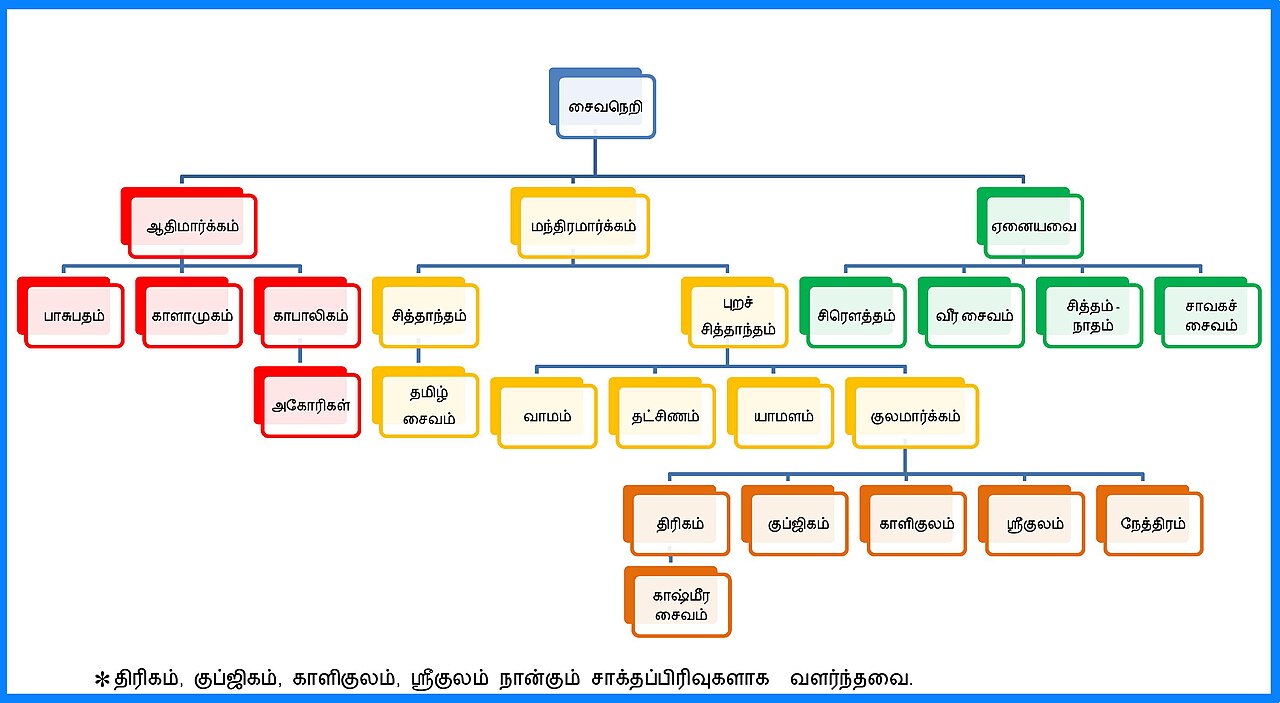 சைவநெறி
ஆதிமார்க்கம்
மந்திரமார்க்கம்
ஏனையவை
பாசுபதம்
காளாமுகம்
காபாலிகம்
சித்தாந்தம்
புறச்
சித்தாந்தம்
சிரௌத்தம்
வீர சைவம்
சித்தம் -
நாதம்
சாவகச்
சைவம்
அகோரிகள்
தமிழ்
சைவம்
வாமம்
தட்சிணம்
யாமளம்
குலமார்க்கம்
திரிகம்
குப்ஜிகம்
காளிகுலம்
ஸ்ரீகுலம்
நேத்திரம்
காஷ்மீர
சைவம்
*திரிகம், குப்ஜிகம், காளிகுலம், ஸ்ரீகுலம் நான்கும் சாக்தப்பிரிவுகளாக வளர்ந்தவை.